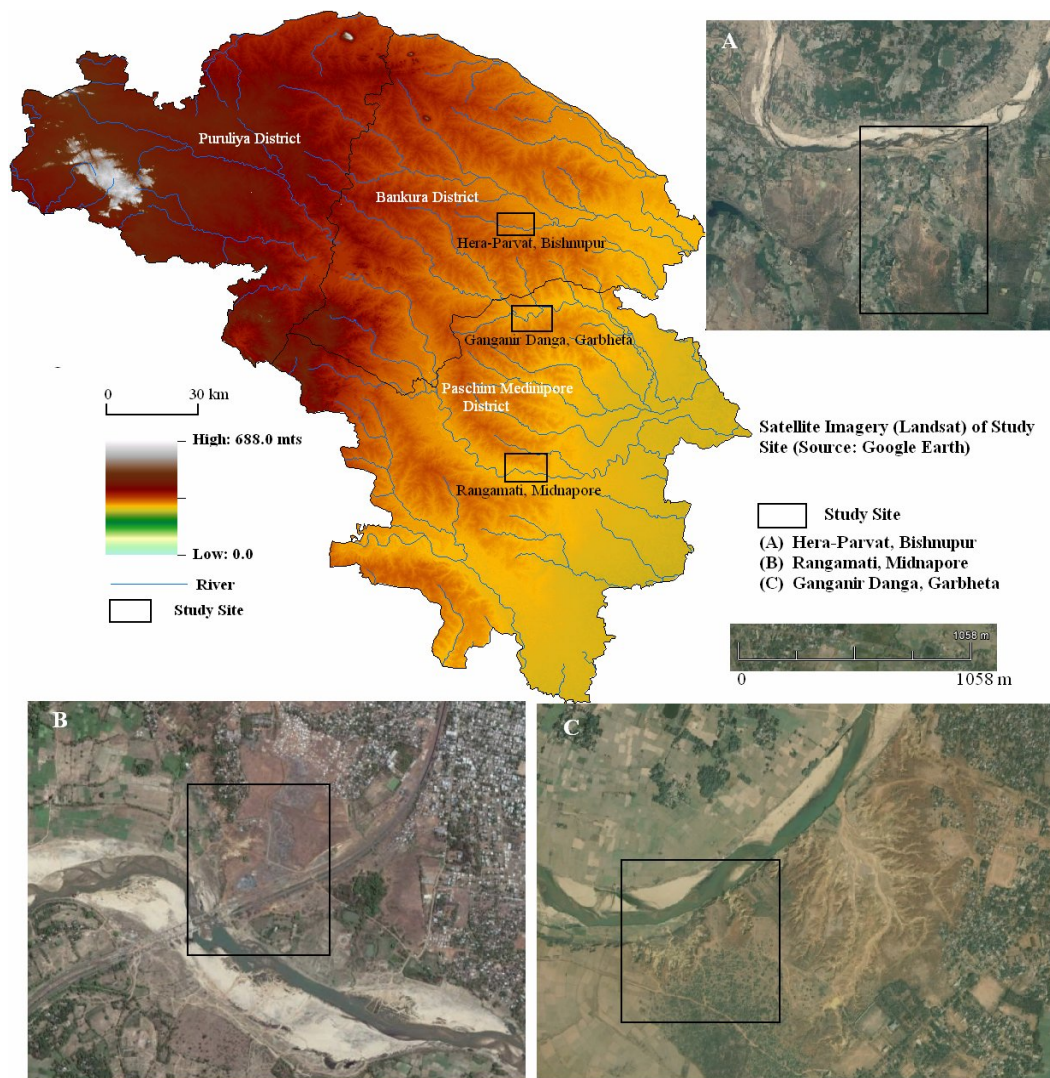 A
Puruliya District
Bankura District
Hera-Parvat, Bishnupur
Ganganir Danga, Garbheta
Paschim Medinipore
District
Rangamati, Midnapore
0 30 km
High: 688.0 mts
Low: 0.0
River
Study Site
Satellite Imagery (Landsat) of Study
Site (Source: Google Earth)
Study Site
(A) Hera-Parvat, Bishnupur
(B) Rangamati, Midnapore
(C) Ganganir Danga, Garbheta
1058 m
0 1058 m
B
C